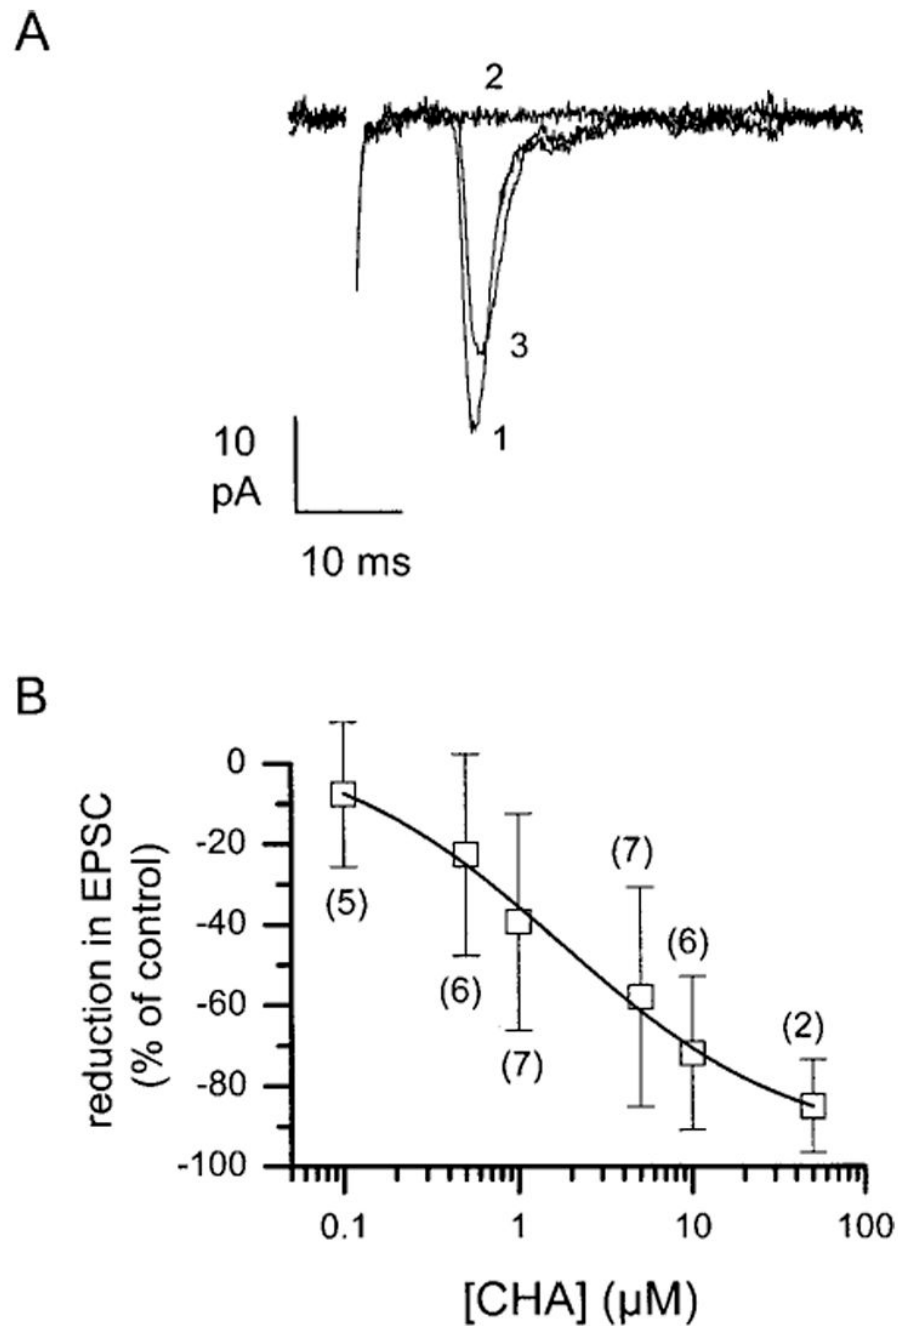 A
2
3
1
10
pA
10 ms
B
reduction in EPSC
(% of control)
0
-20
-40
-60
-80
-100
(5)
(6)
(7)
(7)
(6)
(2)
0.1
1
10
100
[CHA] (µM)